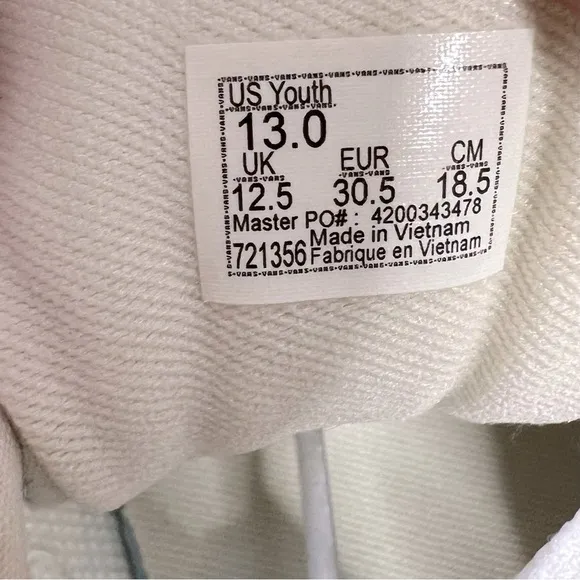 US Youth
13.0
UK EUR CM
12.5 30.5 18.5
Master PO# : 4200343478
Made in Vietnam
721356 Fabrique en Vietnam